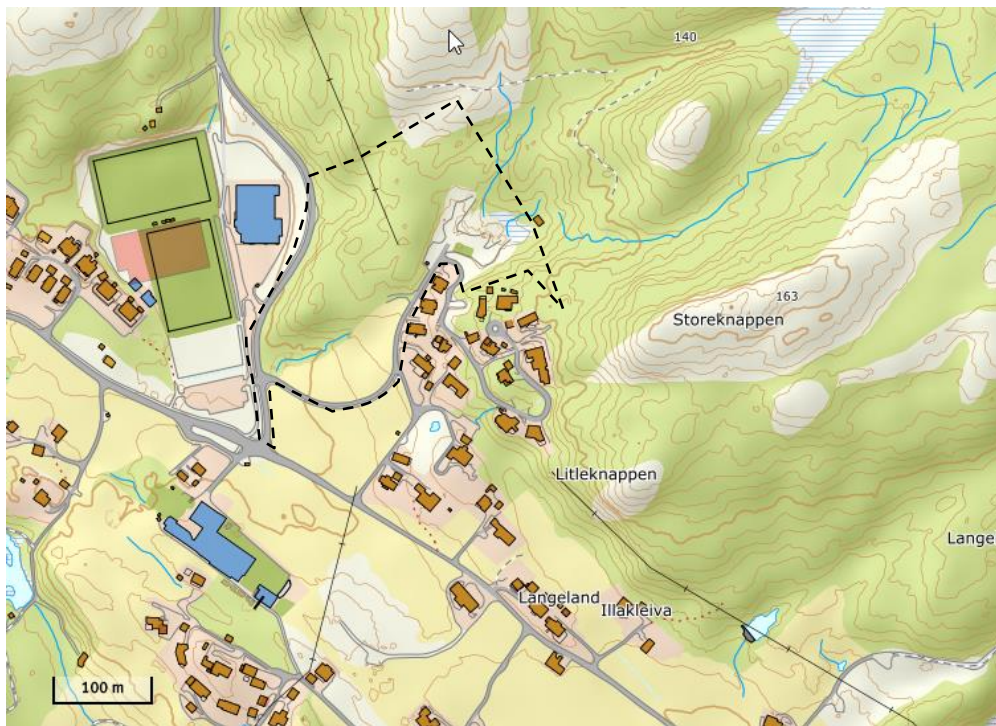 140
163
Storeknappen
Litleknappen
Lange
Langeland
Illakleiva
100 m